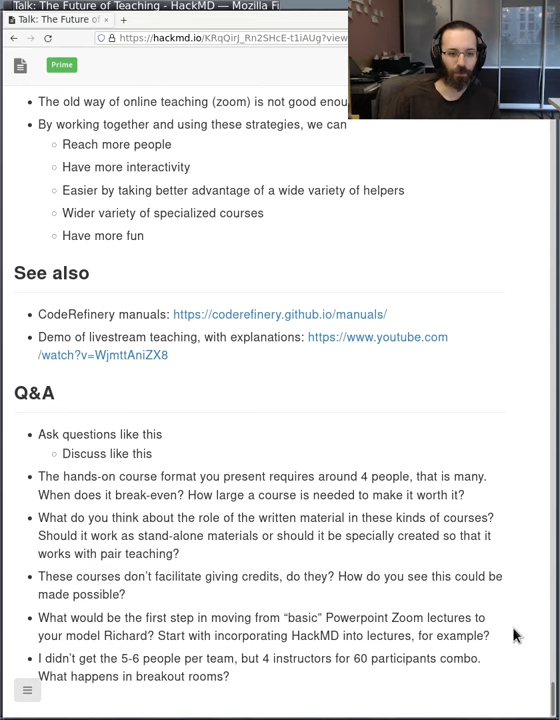 Talk: The Future of Teaching - HackMD — Mozilla Fi
Talk: The Future of
https://hackmd.io/KRqQirJ_Rn2SHcE-t1iAUg?view
Prime
The old way of online teaching (zoom) is not good enou
By working together and using these strategies, we can
Reach more people
Have more interactivity
Easier by taking better advantage of a wide variety of helpers
Wider variety of specialized courses
Have more fun
See also
CodeRefinery manuals: https://coderefinery.github.io/manuals/
Demo of livestream teaching, with explanations: https://www.youtube.com
/watch?v=WjmttAniZX8
Q&A
Ask questions like this
Discuss like this
The hands-on course format you present requires around 4 people, that is many.
When does it break-even? How large a course is needed to make it worth it?
What do you think about the role of the written material in these kinds of courses?
Should it work as stand-alone materials or should it be specially created so that it
works with pair teaching?
These courses don't facilitate giving credits, do they? How do you see this could be
made possible?
What would be the first step in moving from “basic” Powerpoint Zoom lectures to
your model Richard? Start with incorporating HackMD into lectures, for example?
I didn't get the 5-6 people per team, but 4 instructors for 60 participants combo.
What happens in breakout rooms?